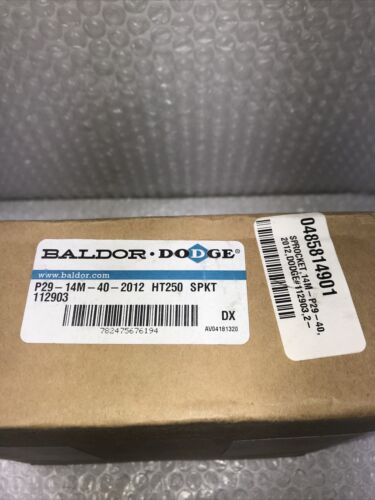 BALDOR · DODGE®
www.baldor.com
P29-14M-40-2012 HT250 SPKT
112903
DX
782475676194
AV04181320
0485814901
SPROCKET,14M-P29-40,
2012,DODGE#112903,2-